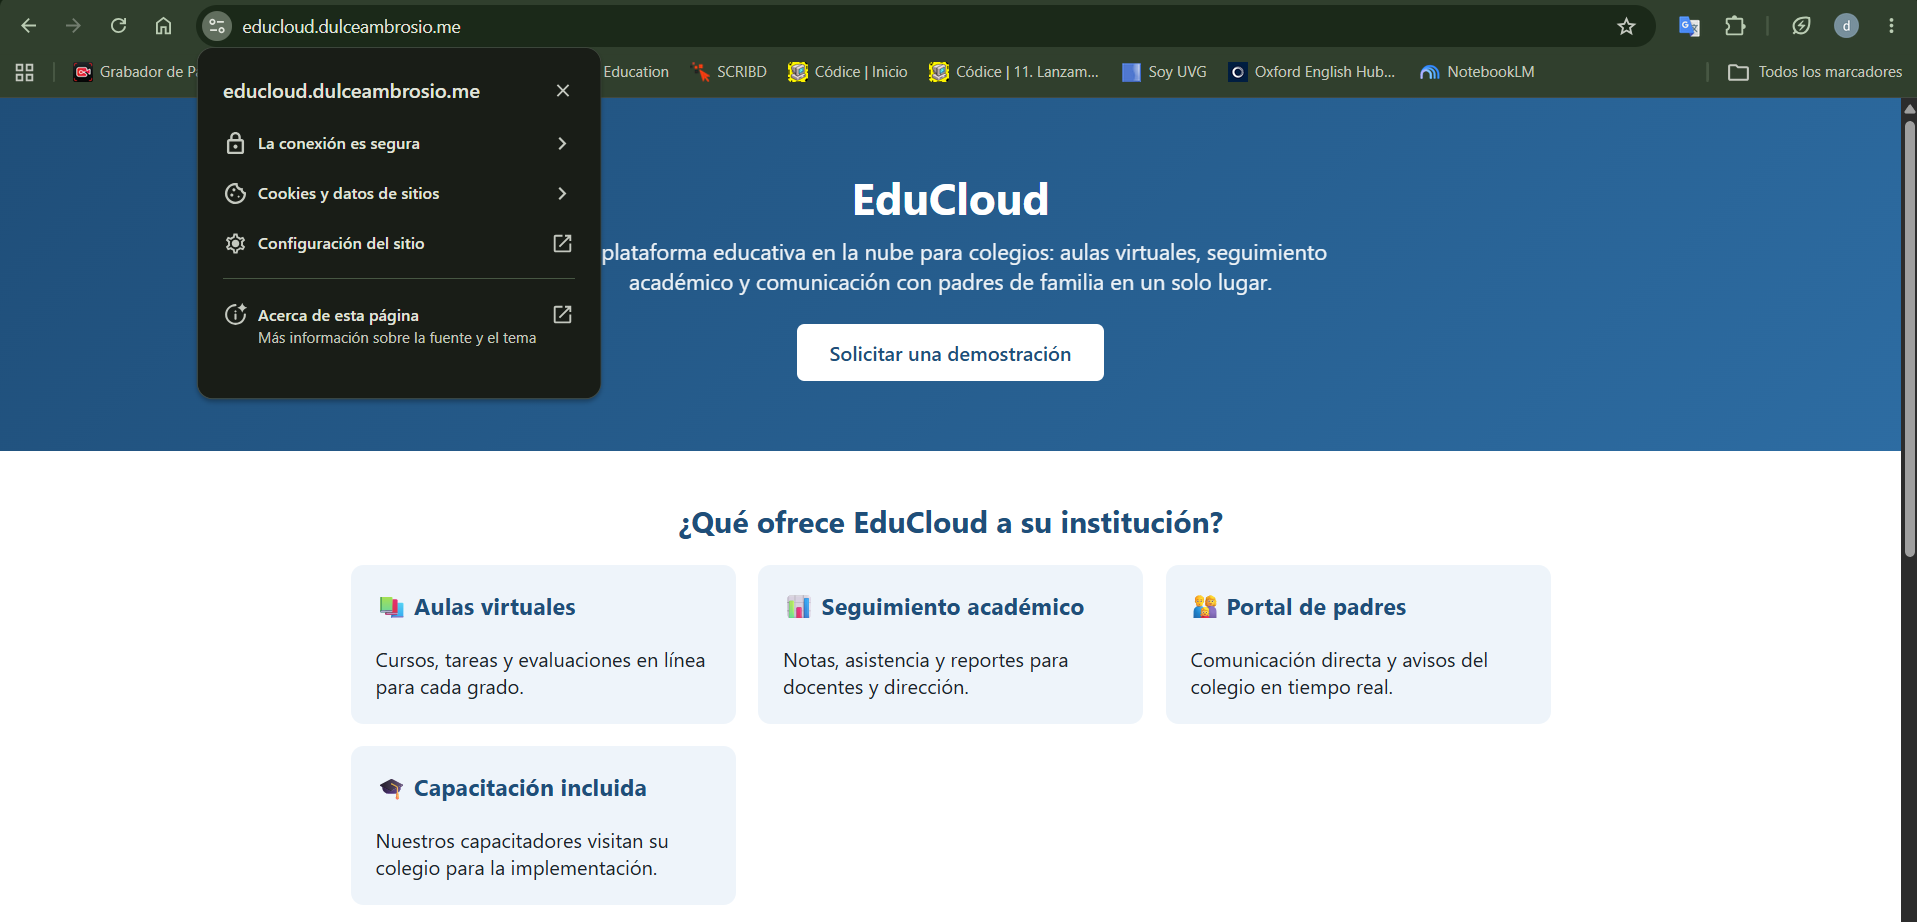 educloud.dulceambrosio.me
d
Grabador de Pa
Education
SCRIBD
Códice | Inicio
Códice | 11. Lanzam...
Soy UVG
Oxford English Hub...
NotebookLM
Todos los marcadores
educloud.dulceambrosio.me
La conexión es segura
Cookies y datos de sitios
Configuración del sitio
Acerca de esta página
Más información sobre la fuente y el tema
EduCloud
plataforma educativa en la nube para colegios: aulas virtuales, seguimiento
académico y comunicación con padres de familia en un solo lugar.
Solicitar una demostración
¿Qué ofrece EduCloud a su institución?
Aulas virtuales
Cursos, tareas y evaluaciones en línea
para cada grado.
Seguimiento académico
Notas, asistencia y reportes para
docentes y dirección.
Portal de padres
Comunicación directa y avisos del
colegio en tiempo real.
Capacitación incluida
Nuestros capacitadores visitan su
colegio para la implementación.